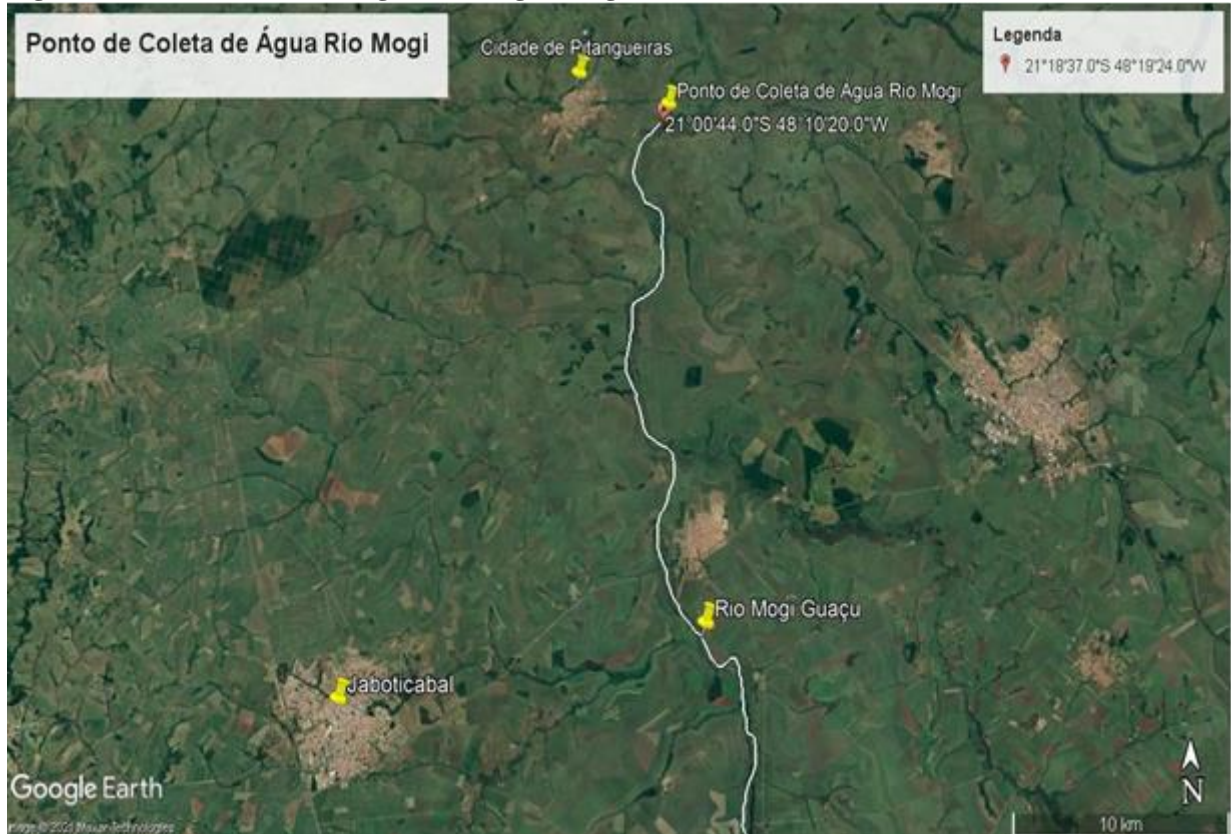 Ponto de Coleta de Água Rio Mogi
Legenda
21°18'37.0"S 48°19'24.0"W
Cidade de Pitangueiras
Ponto de Coleta de Água Rio Mogi
21°00'44.0"S 48°10'20.0"W
Rio Mogi Guaçu
Jaboticabal
Google Earth
N
Technologies
10 km